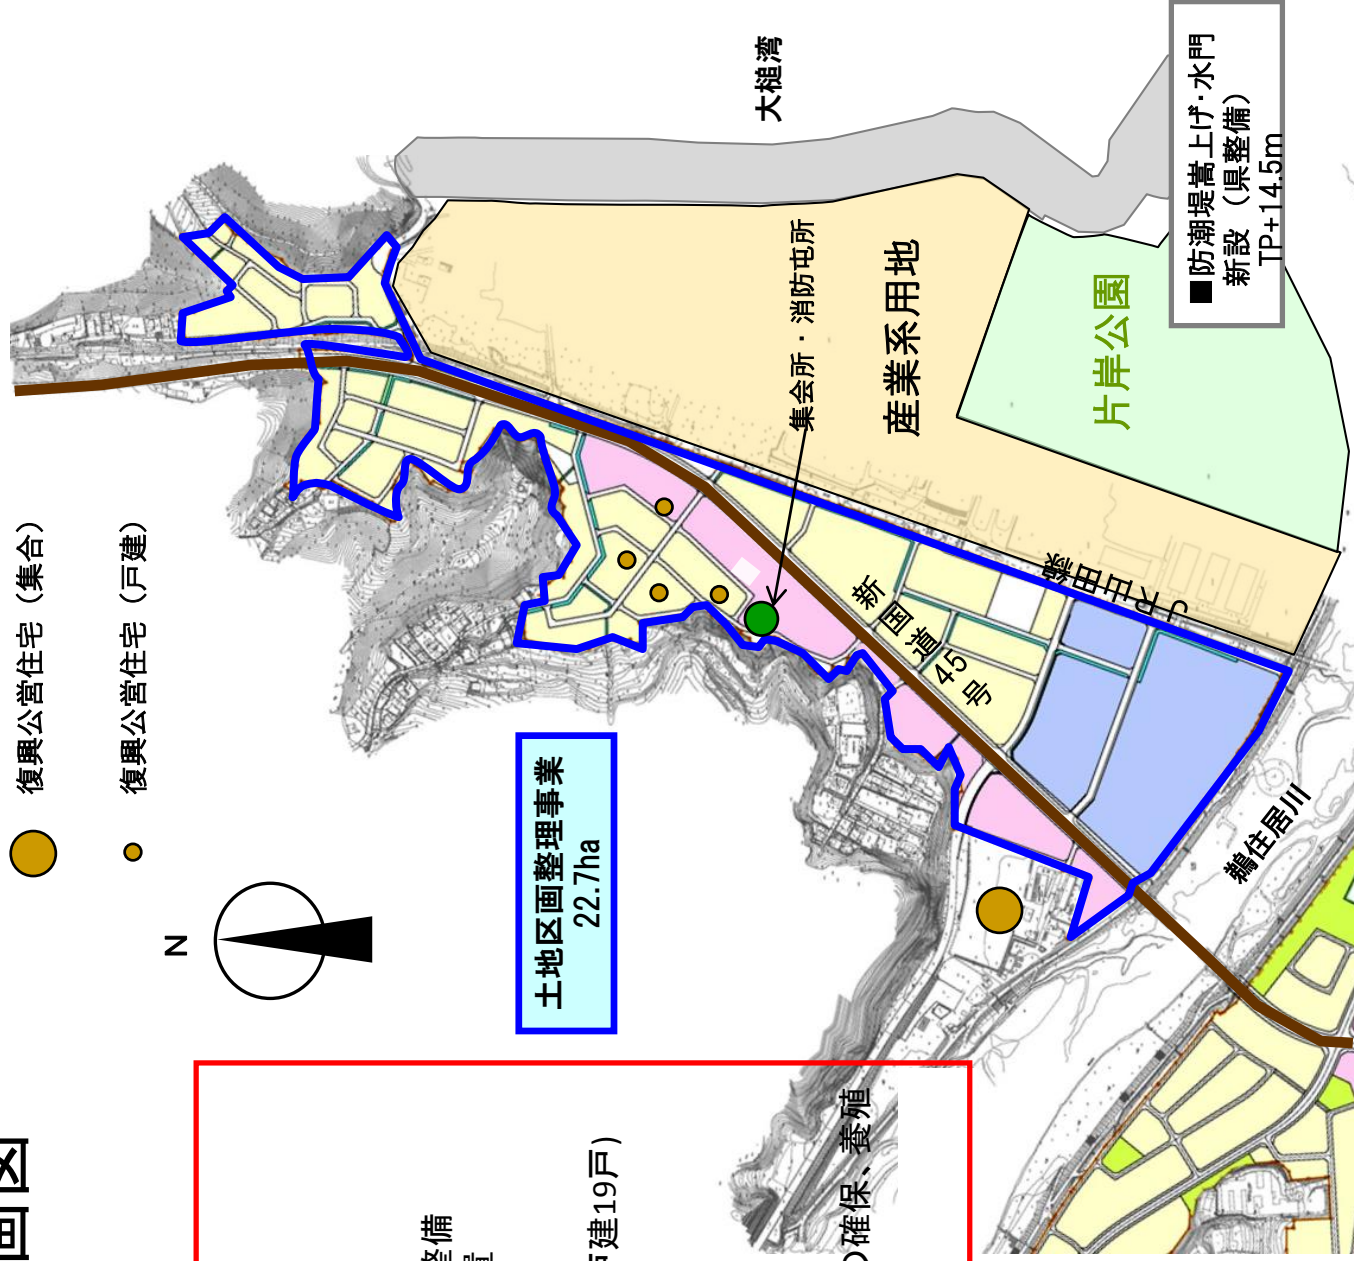 画区
復興公営住宅（集合）
復興公営住宅（戸建）
N
土地区画整理事業
22.7ha
整備
戸建19戸）
の確保、養殖
大槌湾
集会所・消防屯所
産業系用地
片岸公園
■防潮堤嵩上げ・水門
新設（県整備）
TP+14.5m
新国道45号
JR山田線
鵜住居川